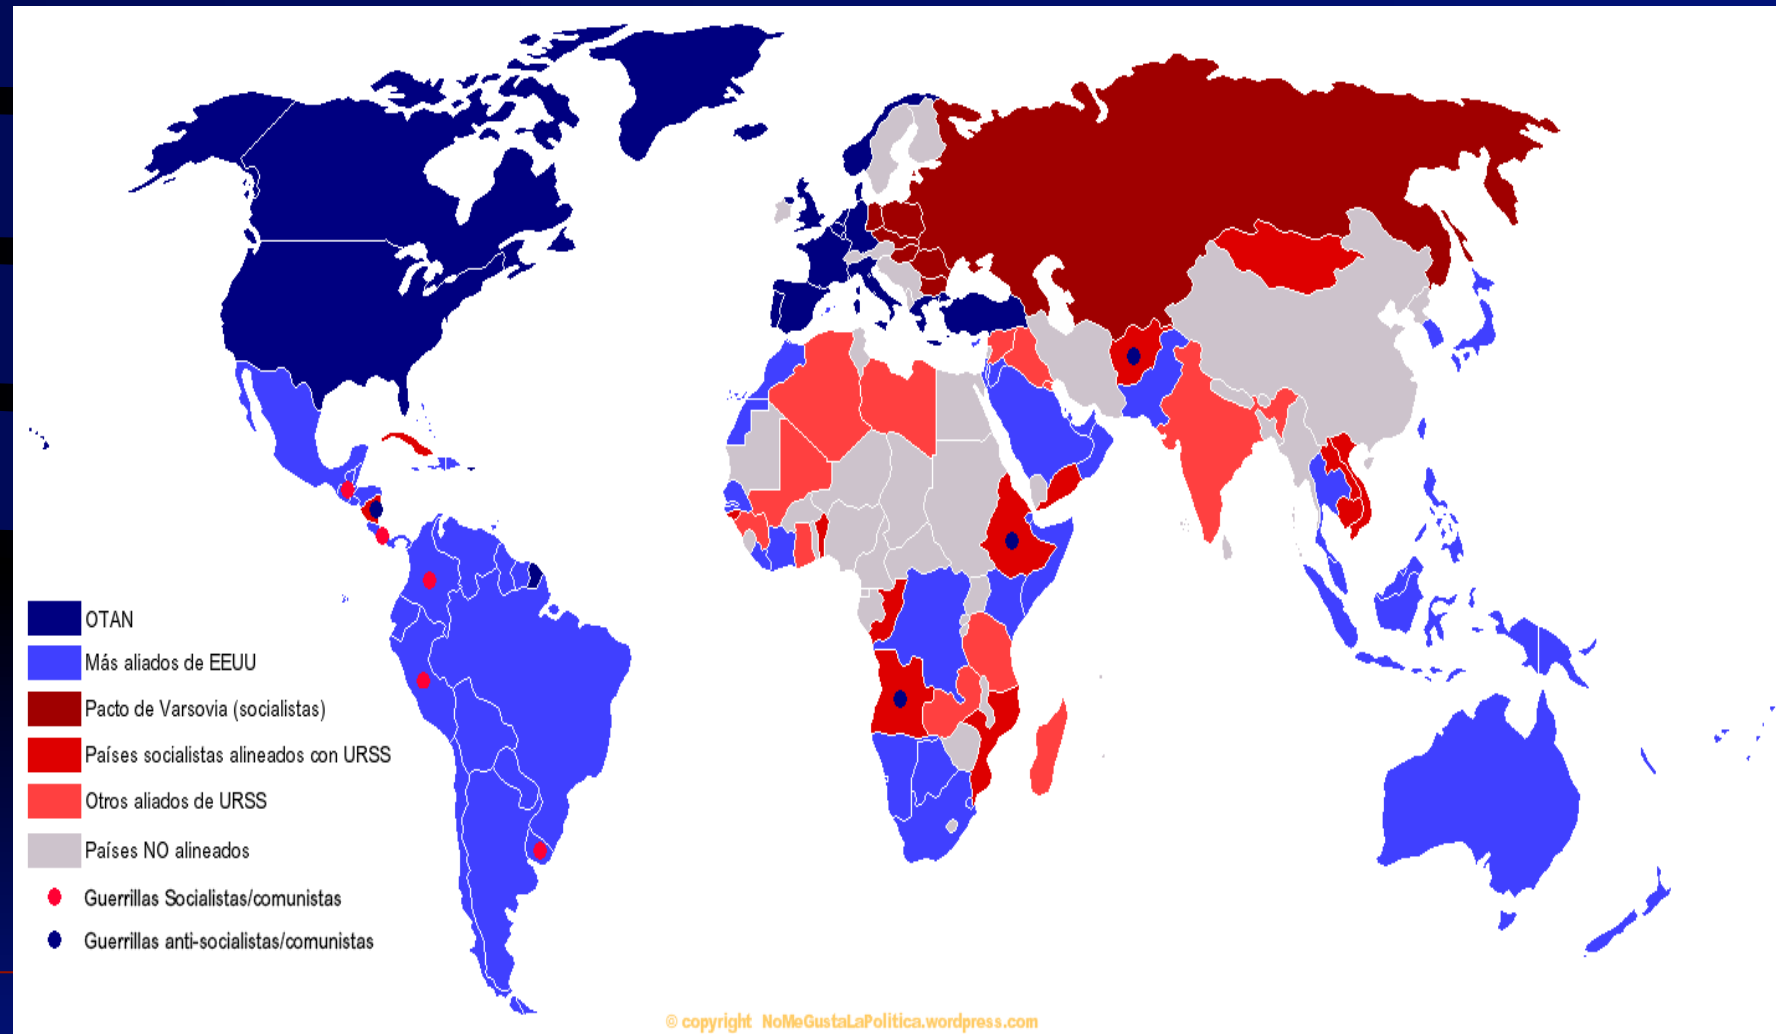 OTAN
Más aliados de EEUU
Pacto de Varsovia (socialistas)
Países socialistas alineados con URSS
Otros aliados de URSS
Países NO alineados
Guerrillas Socialistas/comunistas
Guerrillas anti-socialistas/comunistas
© copyright NoMeGustaLaPolitica.wordpress.com